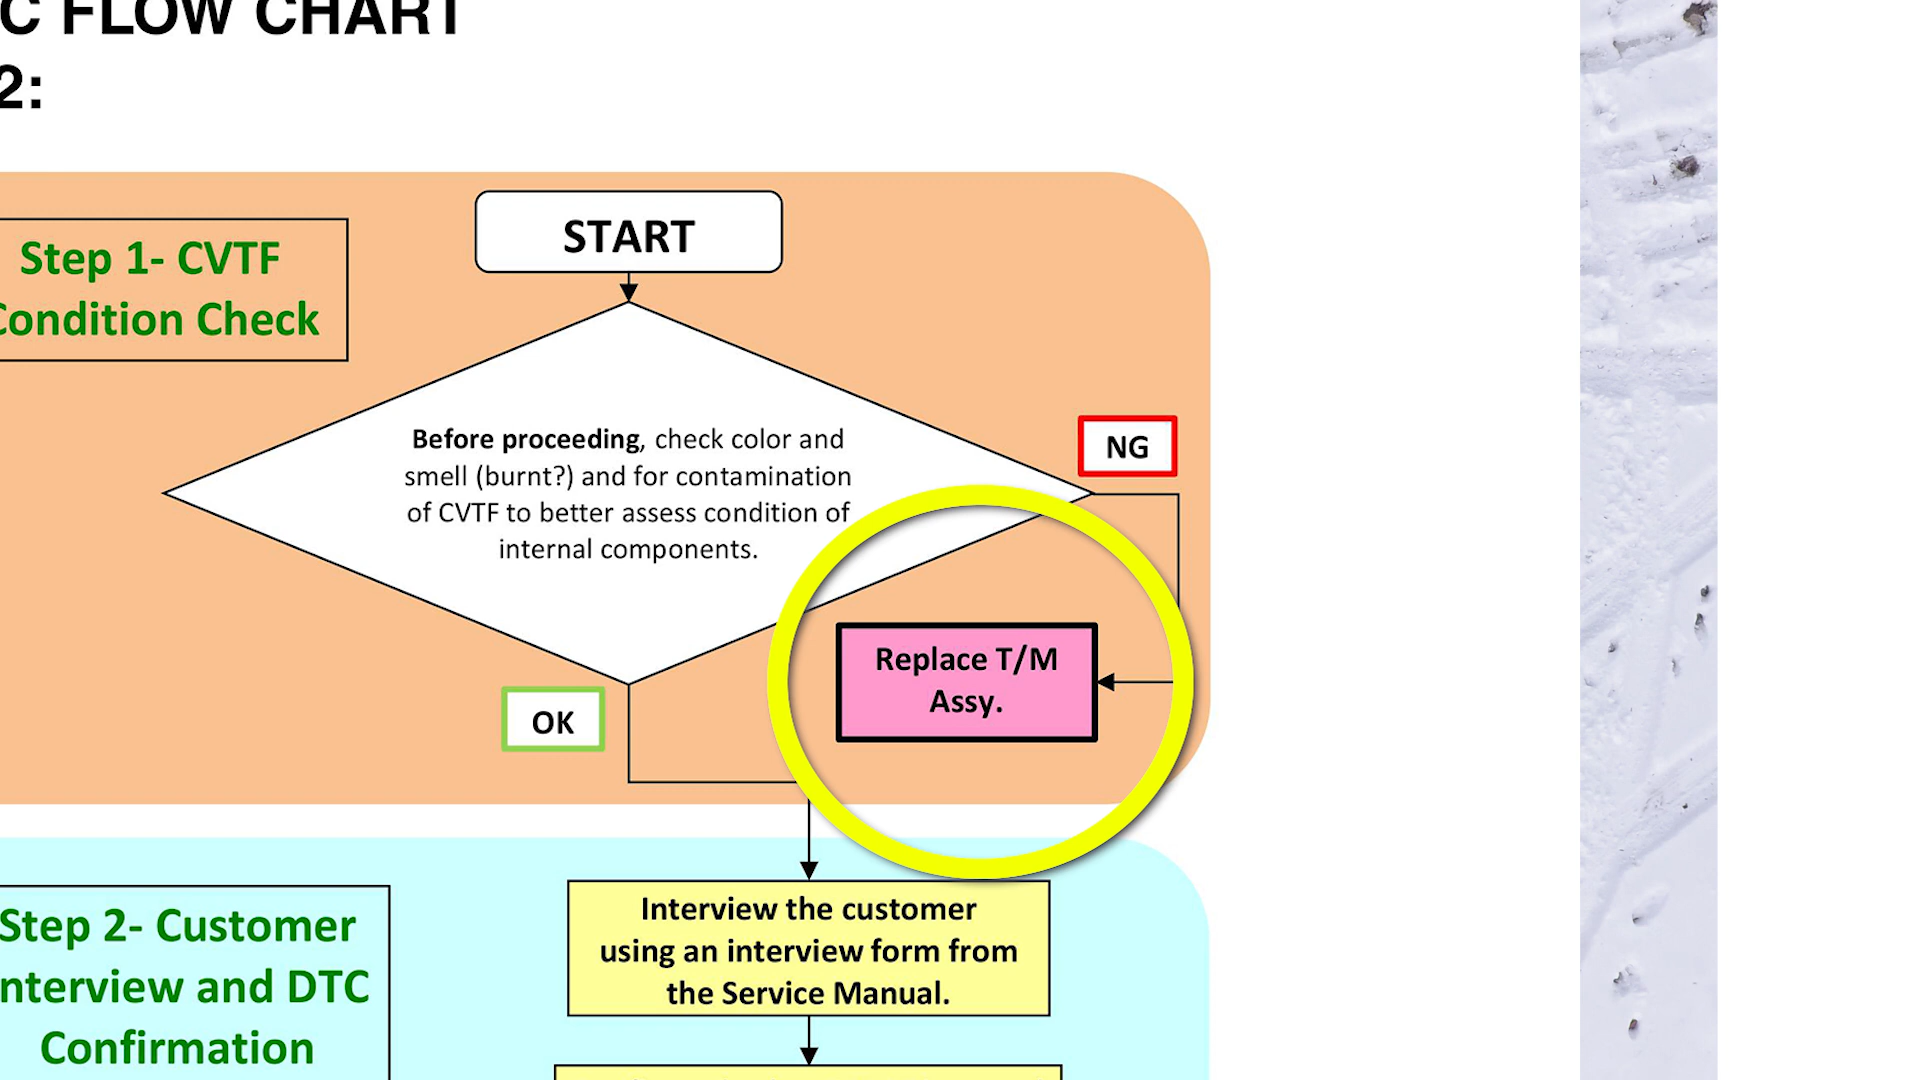 C FLOW CHART
2:
START
Step 1- CVTF
Condition Check
Before proceeding, check color and
smell (burnt?) and for contamination
of CVTF to better assess condition of
internal components.
NG
Replace T/M
Assy.
OK
Step 2- Customer
Interview and DTC
Confirmation
Interview the customer
using an interview form from
the Service Manual.